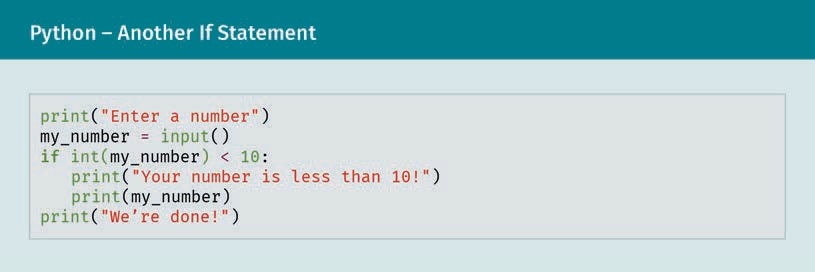 Python – Another If Statement
print("Enter a number")
my_number = input()
if int(my_number) < 10:
   print("Your number is less than 10!")
   print(my_number)
print("We’re done!")